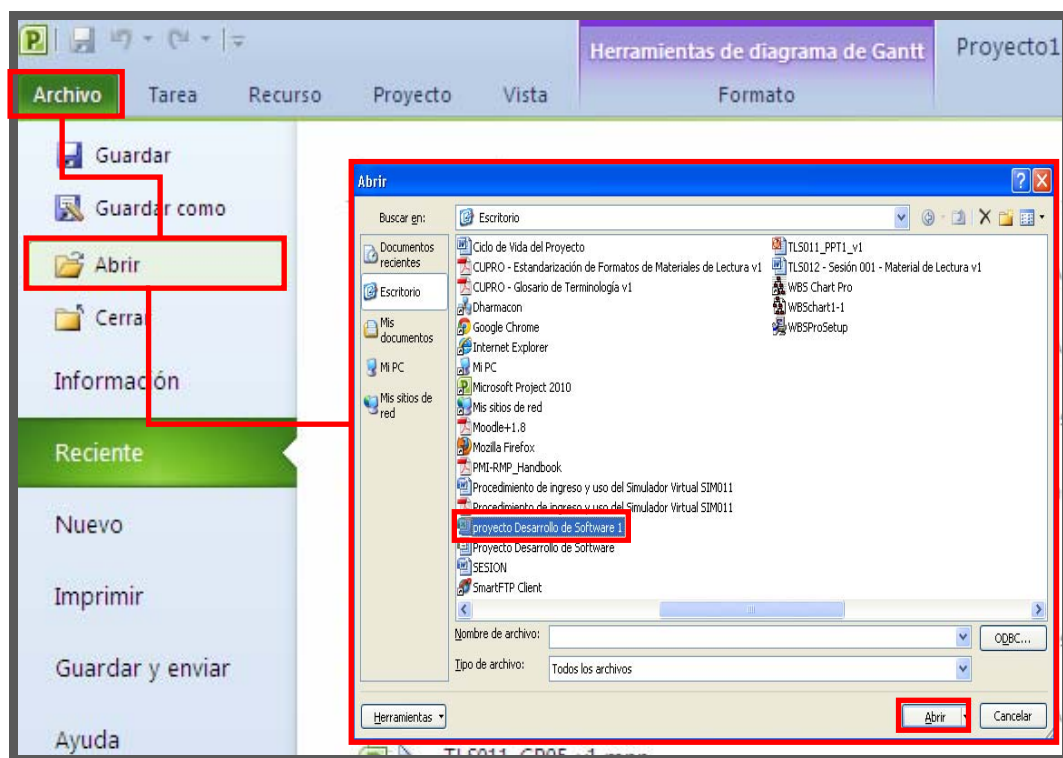 Herramientas de diagrama de Gantt
Proyecto1
Archivo
Tarea
Recurso
Proyecto
Vista
Formato
Guardar
Guardar como
Abrir
Cerrar
Información
Reciente
Nuevo
Imprimir
Guardar y enviar
Ayuda
Abrir
Buscar en:
Escritorio
Documentos
recientes
Escritorio
Mis
documentos
Mi PC
Mis sitios de
red
Ciclo de Vida del Proyecto
CUPRO - Estandarización de Formatos de Materiales de Lectura v1
CUPRO - Glosario de Terminología v1
Dharmacon
Google Chrome
Internet Explorer
Mi PC
Microsoft Project 2010
Mis sitios de red
Moodle+1.8
Mozilla Firefox
PMI-RMP_Handbook
Procedimiento de ingreso y uso del Simulador Virtual SIM011
Procedimiento de ingreso y uso del Simulador Virtual SIM011
proyecto Desarrollo de Software 1
Proyecto Desarrollo de Software
SESION
SmartFTP Client
TLS011_PPT1_v1
TLS012 - Sesión 001 - Material de Lectura v1
WBS Chart Pro
WBSchart1-1
WBSProSetup
Nombre de archivo:
ODBC...
Tipo de archivo:
Todos los archivos
Herramientas
Abrir
Cancelar